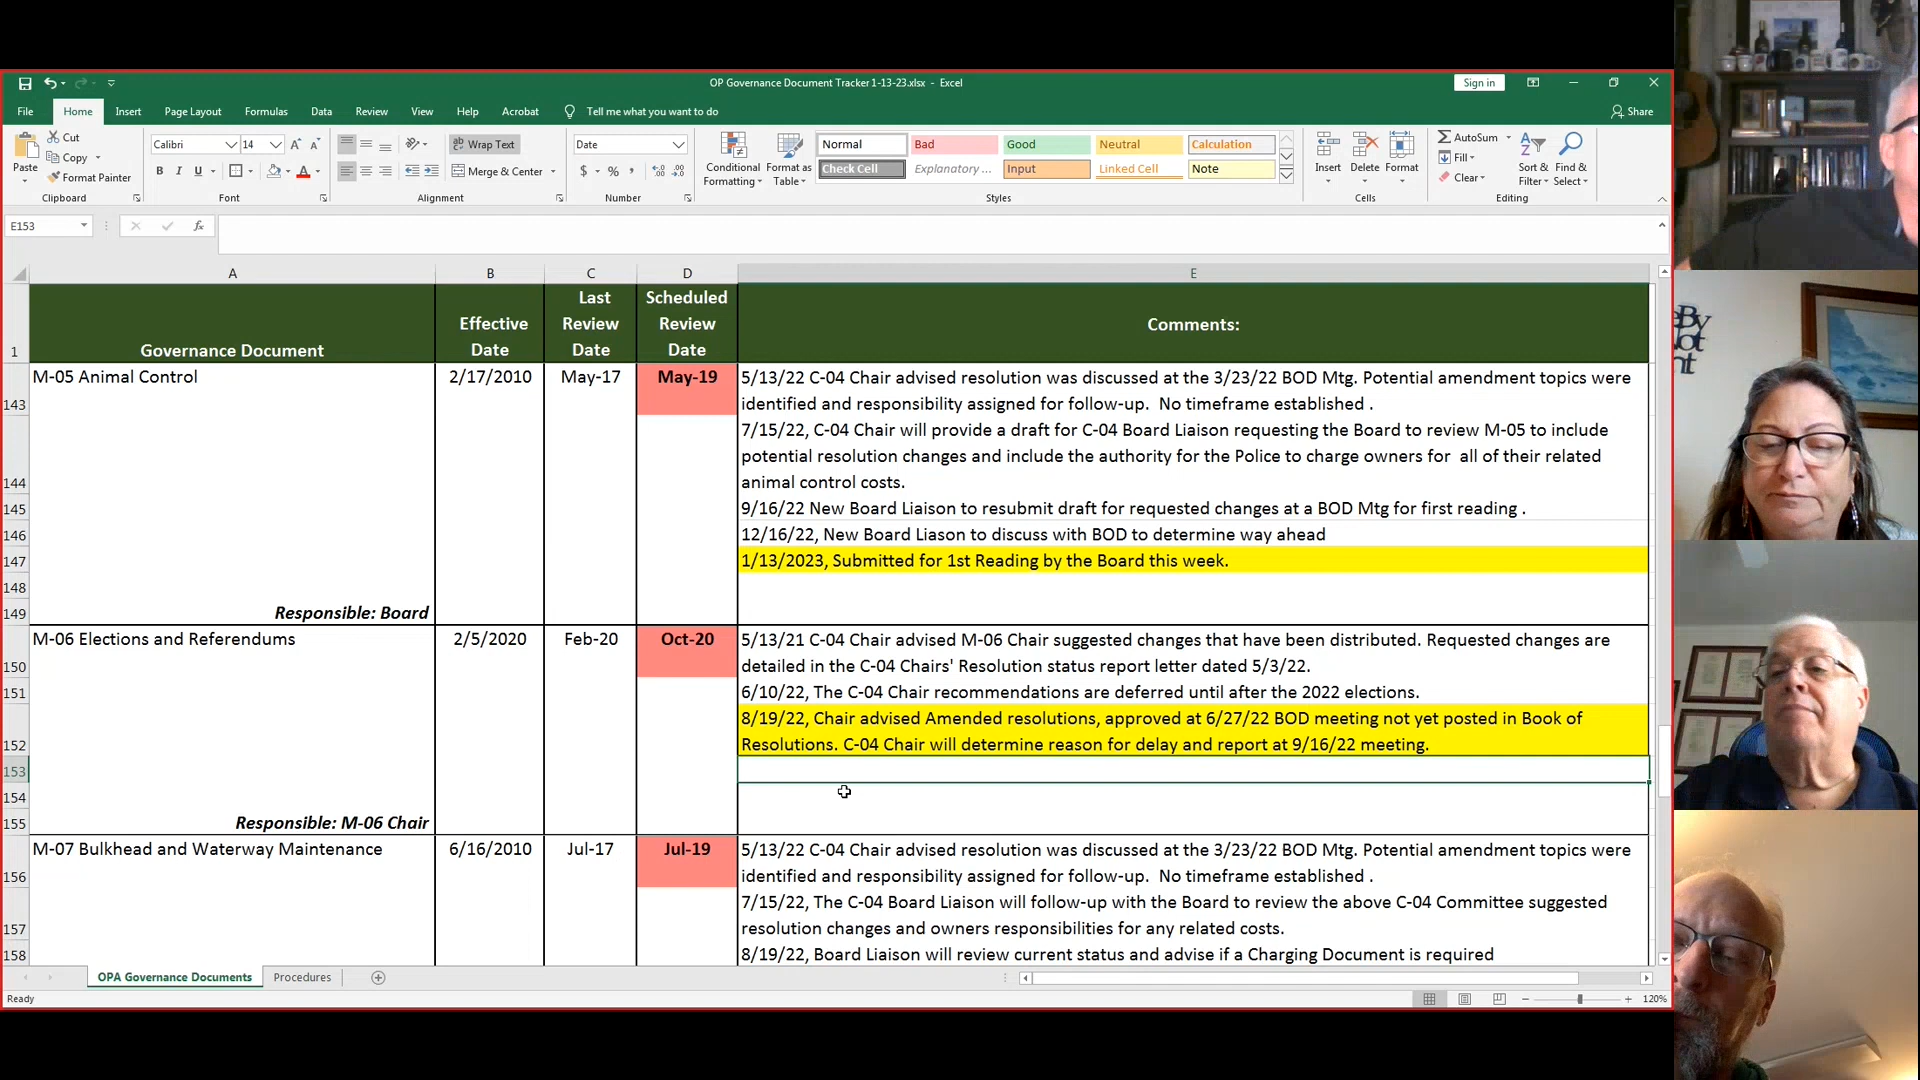 OP Governance Document Tracker 1-13-23.xlsx - Excel
Sign in
File Home Insert Page Layout Formulas Data Review View Help Acrobat Tell me what you want to do Share
Paste
Cut
Copy
Format Painter
Clipboard
Calibri 14
B I U
Font
Wrap Text
Merge & Center
Alignment
Date
$ % ,
Number
Conditional Formatting
Format as Table
Normal Bad Good Neutral Calculation
Check Cell Explanatory ... Input Linked Cell Note
Styles
Insert Delete Format
Cells
AutoSum
Fill
Clear
Sort & Filter
Find & Select
Editing
E153 fx
A B C D E
1 Governance Document Effective Date Last Review Date Scheduled Review Date Comments:
143 M-05 Animal Control 2/17/2010 May-17 May-19 5/13/22 C-04 Chair advised resolution was discussed at the 3/23/22 BOD Mtg. Potential amendment topics were
identified and responsibility assigned for follow-up. No timeframe established .
7/15/22, C-04 Chair will provide a draft for C-04 Board Liaison requesting the Board to review M-05 to include
potential resolution changes and include the authority for the Police to charge owners for all of their related
144 animal control costs.
145 9/16/22 New Board Liaison to resubmit draft for requested changes at a BOD Mtg for first reading .
146 12/16/22, New Board Liason to discuss with BOD to determine way ahead
147 1/13/2023, Submitted for 1st Reading by the Board this week.
148
149 Responsible: Board
M-06 Elections and Referendums 2/5/2020 Feb-20 Oct-20 5/13/21 C-04 Chair advised M-06 Chair suggested changes that have been distributed. Requested changes are
150 detailed in the C-04 Chairs' Resolution status report letter dated 5/3/22.
151 6/10/22, The C-04 Chair recommendations are deferred until after the 2022 elections.
8/19/22, Chair advised Amended resolutions, approved at 6/27/22 BOD meeting not yet posted in Book of
152 Resolutions. C-04 Chair will determine reason for delay and report at 9/16/22 meeting.
153
154
155 Responsible: M-06 Chair
M-07 Bulkhead and Waterway Maintenance 6/16/2010 Jul-17 Jul-19 5/13/22 C-04 Chair advised resolution was discussed at the 3/23/22 BOD Mtg. Potential amendment topics were
156 identified and responsibility assigned for follow-up. No timeframe established .
7/15/22, The C-04 Board Liaison will follow-up with the Board to review the above C-04 Committee suggested
157 resolution changes and owners responsibilities for any related costs.
158 8/19/22, Board Liaison will review current status and advise if a Charging Document is required
OPA Governance Documents Procedures
Ready 120%